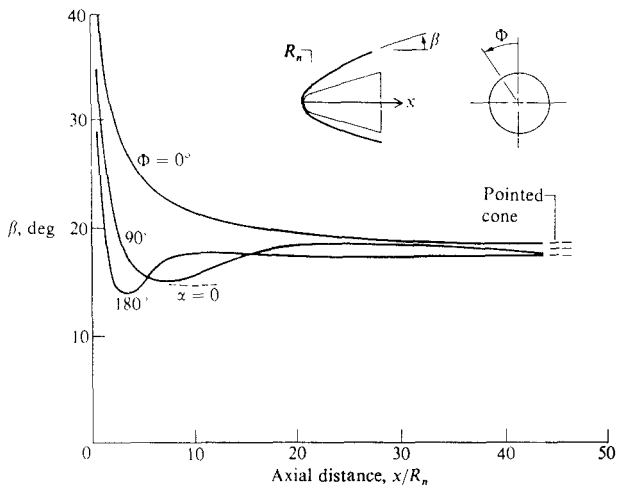 40
30
20
10
0
β, deg
Φ = 0°
90°
180°
α = 0
R_n
β
x
Φ
Pointed
cone
0 10 20 30 40 50
Axial distance, x/R_n